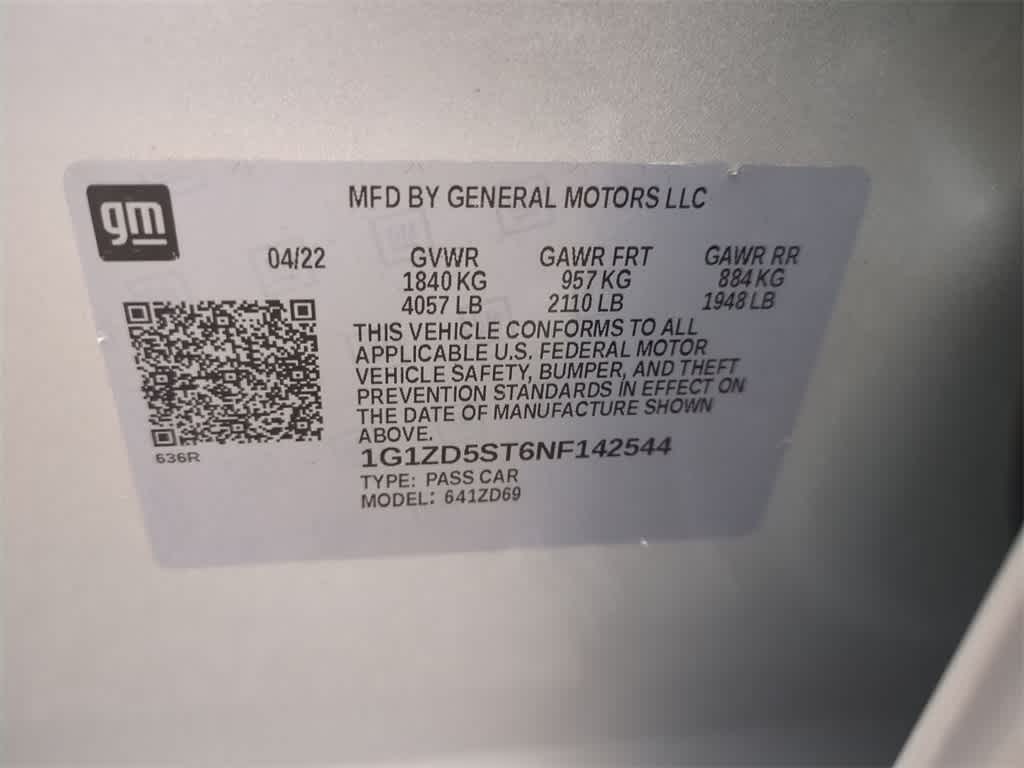 gm
MFD BY GENERAL MOTORS LLC
04/22 GVWR GAWR FRT GAWR RR
1840 KG 957 KG 884 KG
4057 LB 2110 LB 1948 LB
THIS VEHICLE CONFORMS TO ALL
APPLICABLE U.S. FEDERAL MOTOR
VEHICLE SAFETY, BUMPER, AND THEFT
PREVENTION STANDARDS IN EFFECT ON
THE DATE OF MANUFACTURE SHOWN
ABOVE.
636R
1G1ZD5ST6NF142544
TYPE: PASS CAR
MODEL: 641ZD69